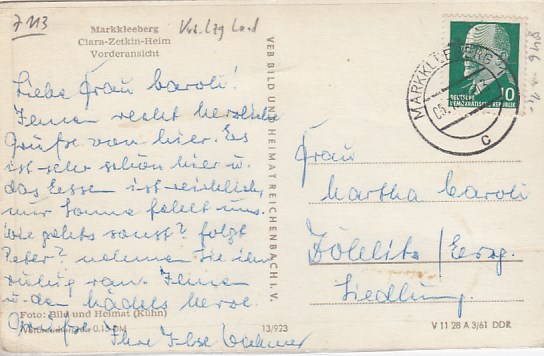 7113
Markkleeberg
Clara-Zetkin-Heim
Vorderansicht
Liebe Frau Caroli!
Ihnen recht herzliche
Grüße von hier. Es
ist sehr schön hier u.
das Essen ist reichlich,
nur Sonne fehlt uns.
Wie gehts sonst? folgt
Peter? nehmen Sie ihn
ruhig ran. Ihnen
u. den Mädels herzl.
Grüße Ihre Ilse
Foto: Bild und Heimat (Kühn)
13/923
VEB BILD UND HEIMAT REICHENBACH I. V.
MARKKLEEBERG 1
c
10
DEUTSCHE
DEMOKRATISCHE REPUBLIK
Frau
Martha Caroli
Zöblitz / Erzg.
Siedlung
V 11 28 A 3/61 DDR